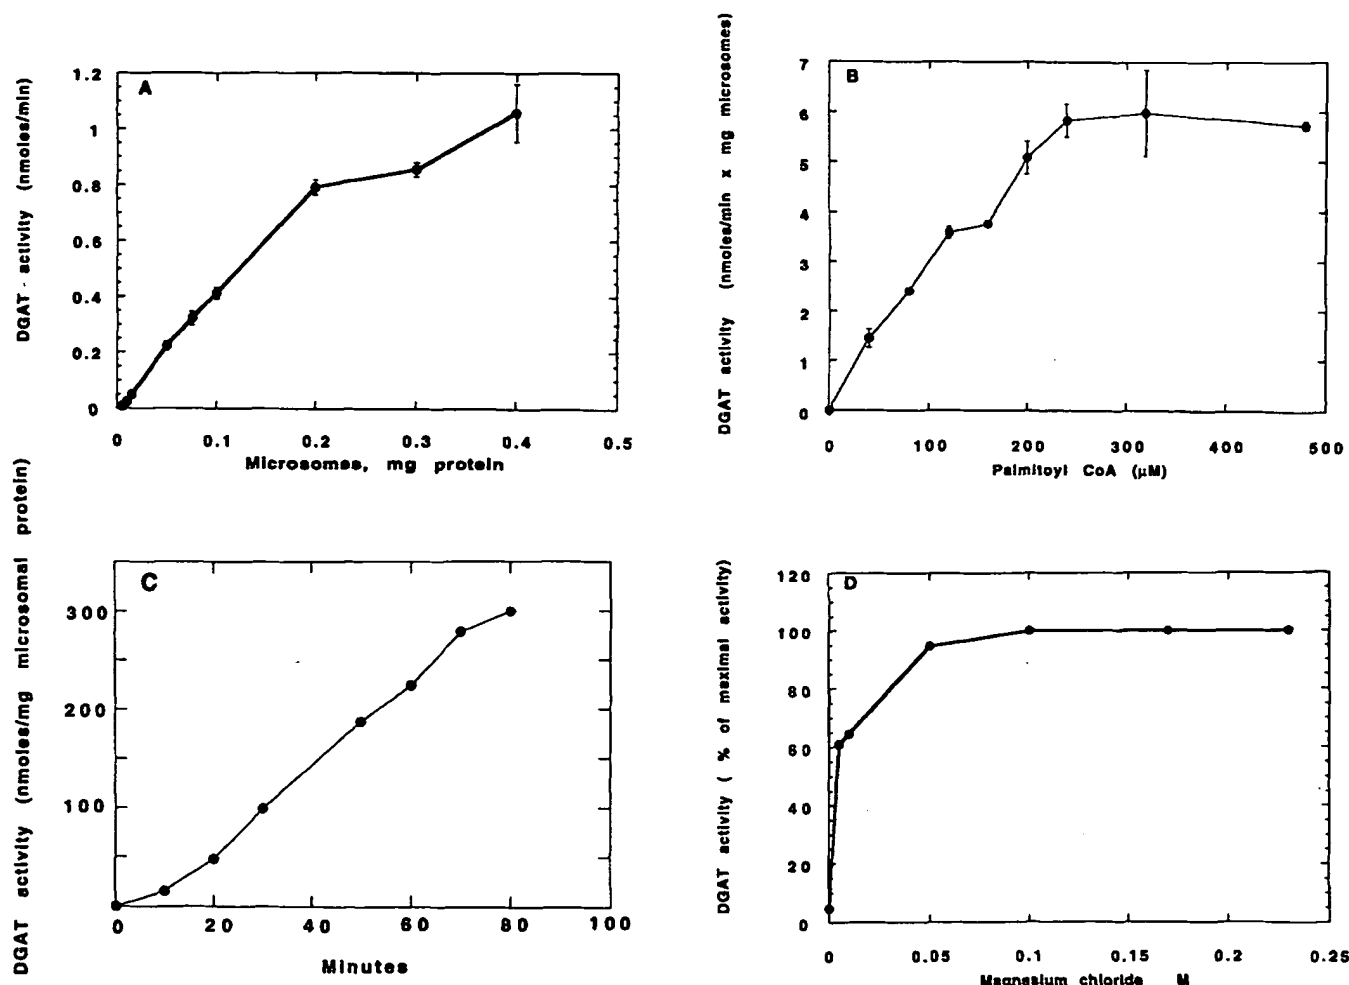 A
DGAT - activity (nmoles/min)
1.2
1
0.8
0.6
0.4
0.2
0
0 0.1 0.2 0.3 0.4 0.5
Microsomes, mg protein
B
DGAT activity (nmoles/min x mg microsomes)
7
6
5
4
3
2
1
0
0 100 200 300 400 500
Palmitoyl CoA (μM)
C
DGAT activity (nmoles/mg microsomal protein)
300
200
100
0 20 40 60 80 100
Minutes
D
DGAT activity ( % of maximal activity)
120
100
80
60
40
20
0
0 0.05 0.1 0.15 0.2 0.25
Magnesium chloride M